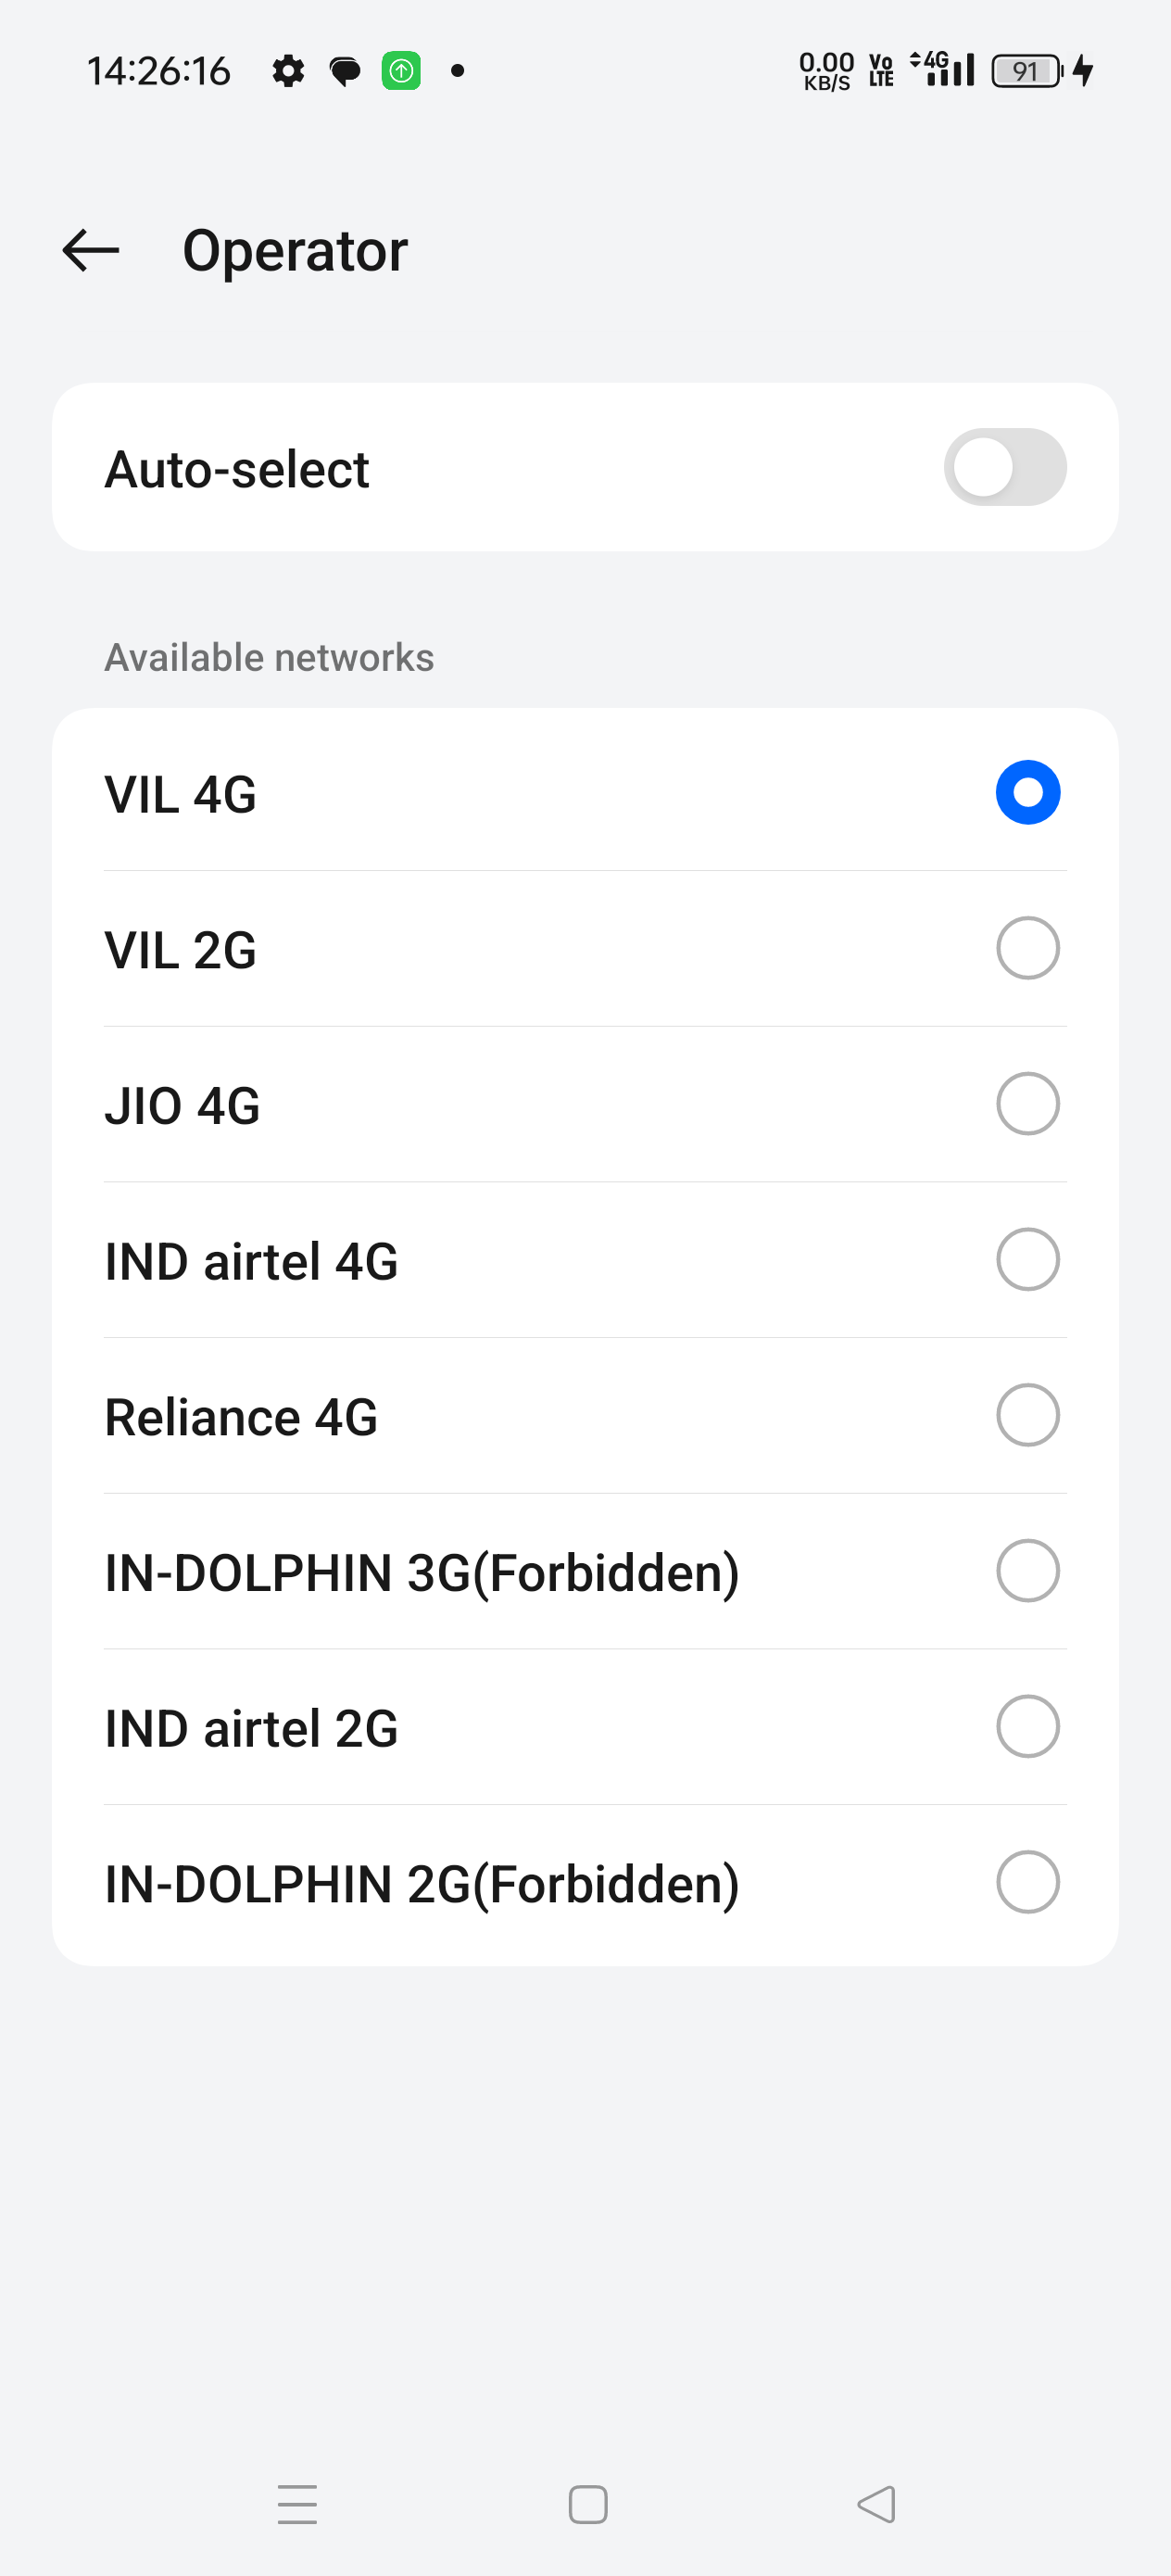 14:26:16
0.00 KB/S Vo LTE 4G 91
Operator
Auto-select
Available networks
VIL 4G
VIL 2G
JIO 4G
IND airtel 4G
Reliance 4G
IN-DOLPHIN 3G(Forbidden)
IND airtel 2G
IN-DOLPHIN 2G(Forbidden)